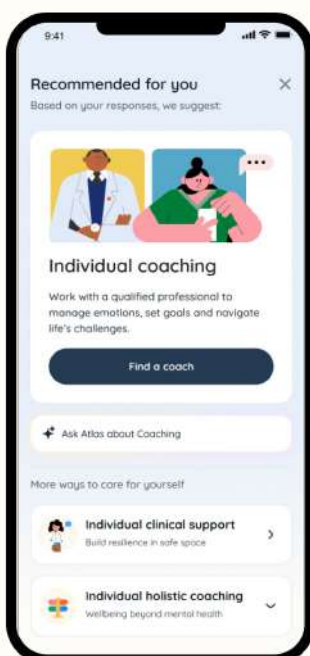 9:41
Recommended for you
Based on your responses, we suggest:
Individual coaching
Work with a qualified professional to
manage emotions, set goals and navigate
life's challenges.
Find a coach
Ask Atlas about Coaching
More ways to care for yourself
Individual clinical support
Build resilience in safe space
Individual holistic coaching
Wellbeing beyond mental health